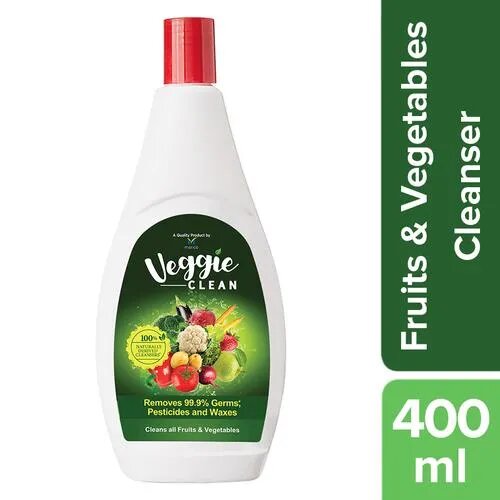 A Quality Product by
marico
Veggie
CLEAN
100%
NATURALLY
DERIVED
CLEANSERS
Removes 99.9% Germs*,
Pesticides and Waxes
Cleans all Fruits & Vegetables
Fruits & Vegetables
Cleanser
400
ml